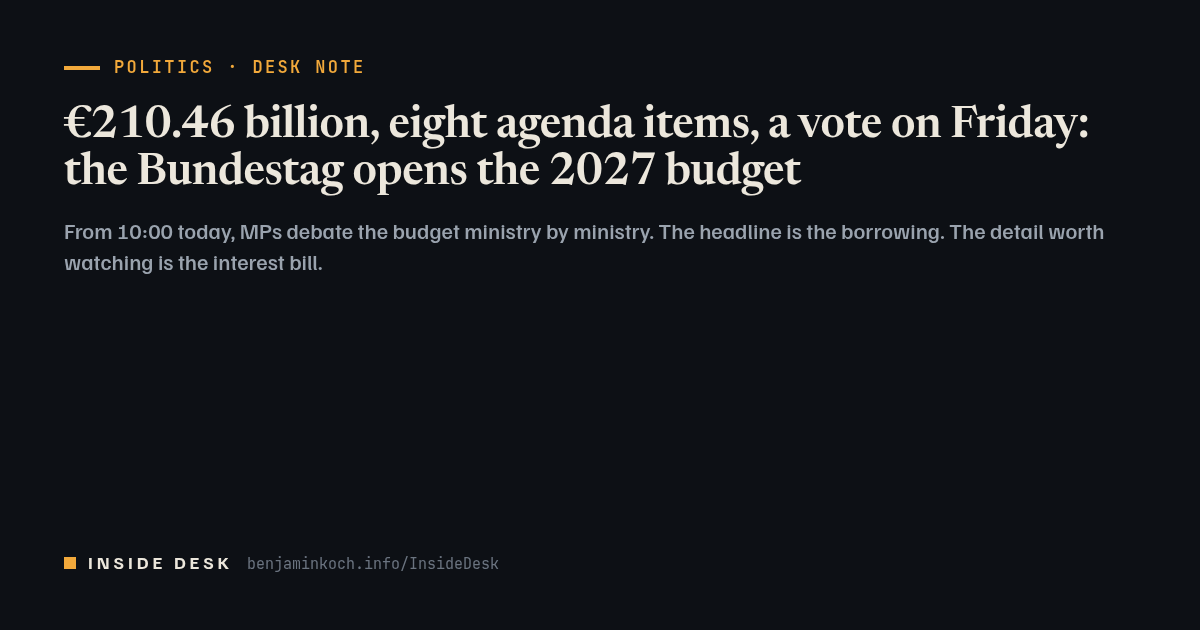 POLITICS · DESK NOTE
€210.46 billion, eight agenda items, a vote on Friday:
the Bundestag opens the 2027 budget
From 10:00 today, MPs debate the budget ministry by ministry. The headline is the borrowing. The detail worth
watching is the interest bill.
INSIDE DESK benjaminkoch.info/InsideDesk